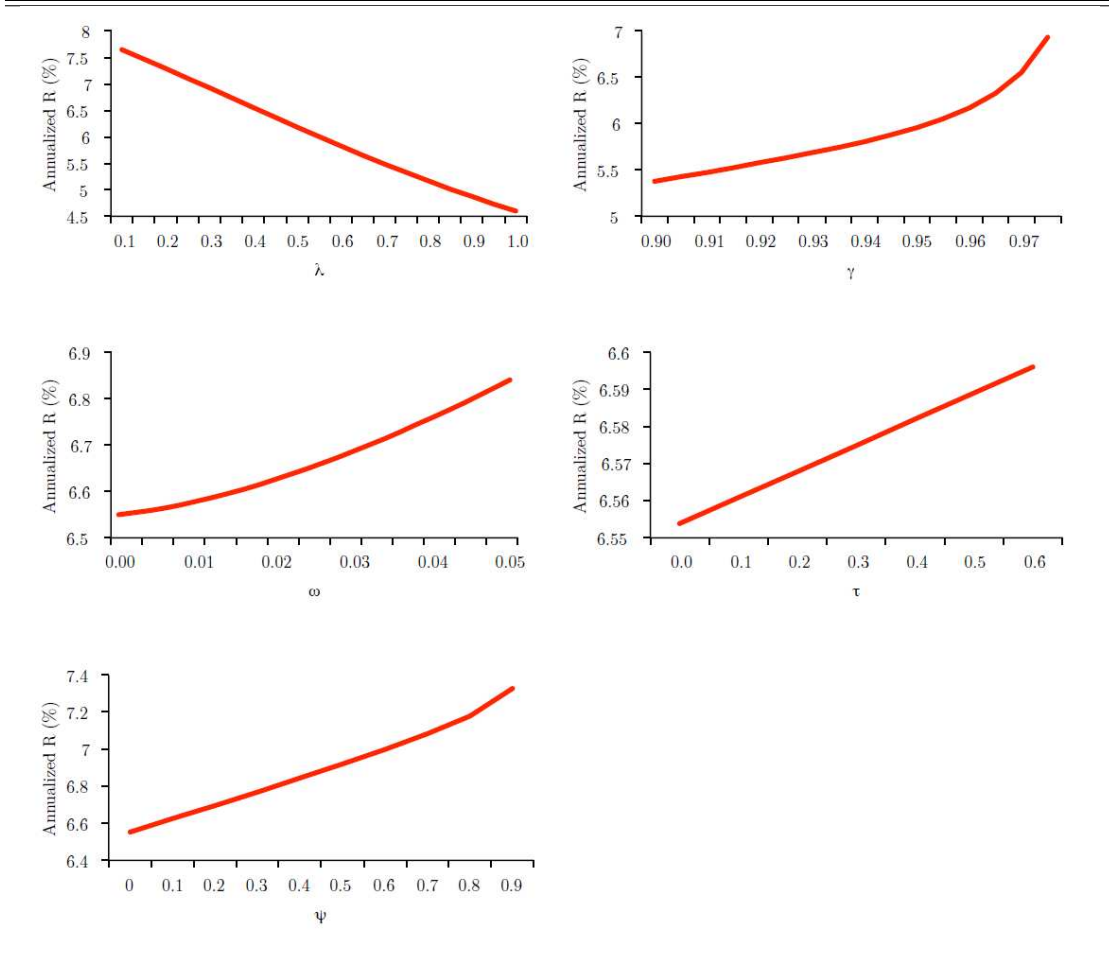 Annualized R (%)
8
7.5
7
6.5
6
5.5
5
4.5
0.1 0.2 0.3 0.4 0.5 0.6 0.7 0.8 0.9 1.0
λ
Annualized R (%)
7
6.5
6
5.5
5
0.90 0.91 0.92 0.93 0.94 0.95 0.96 0.97
γ
Annualized R (%)
6.9
6.8
6.7
6.6
6.5
0.00 0.01 0.02 0.03 0.04 0.05
ω
Annualized R (%)
6.6
6.59
6.58
6.57
6.56
6.55
0.0 0.1 0.2 0.3 0.4 0.5 0.6
τ
Annualized R (%)
7.4
7.2
7
6.8
6.6
6.4
0 0.1 0.2 0.3 0.4 0.5 0.6 0.7 0.8 0.9
ψ